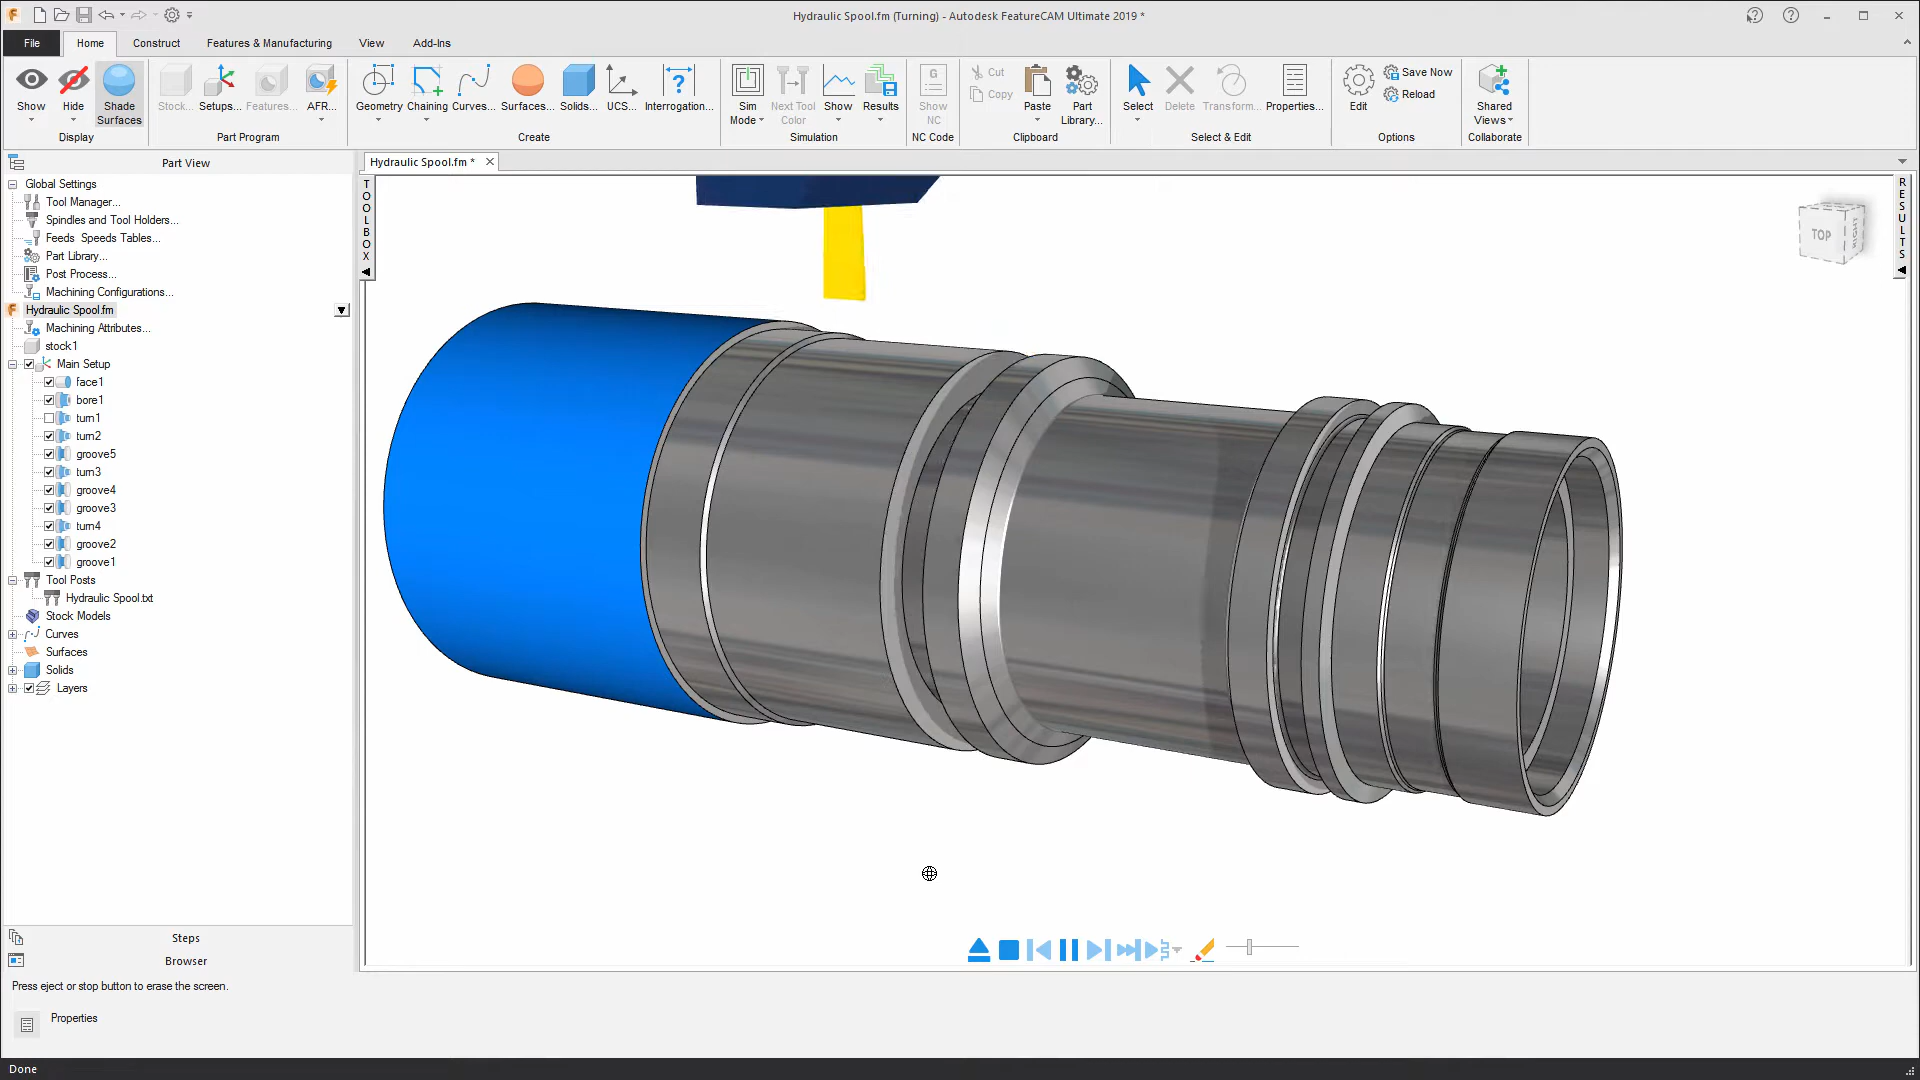 Hydraulic Spool.fm (Turning) - Autodesk FeatureCAM Ultimate 2019 *
File Home Construct Features & Manufacturing View Add-Ins
Show Hide Shade Surfaces Stock... Setups... Features... AFR... Geometry Chaining Curves... Surfaces... Solids... UCS... Interrogation... Sim Mode Next Tool Color Show Results Show NC Cut Copy Paste Part Library... Select Delete Transform... Properties... Edit Save Now Reload Shared Views
Display Part Program Create Simulation NC Code Clipboard Select & Edit Options Collaborate
Part View
Hydraulic Spool.fm *
Global Settings
Tool Manager...
Spindles and Tool Holders...
Feeds Speeds Tables...
Part Library...
Post Process...
Machining Configurations...
Hydraulic Spool.fm
Machining Attributes...
stock1
Main Setup
face1
bore1
turn1
turn2
groove5
turn3
groove4
groove3
turn4
groove2
groove1
Tool Posts
Hydraulic Spool.txt
Stock Models
Curves
Surfaces
Solids
Layers
TOOLBOX
TOP
RIGHT
RESULTS
Steps
Browser
Press eject or stop button to erase the screen.
Properties
Done